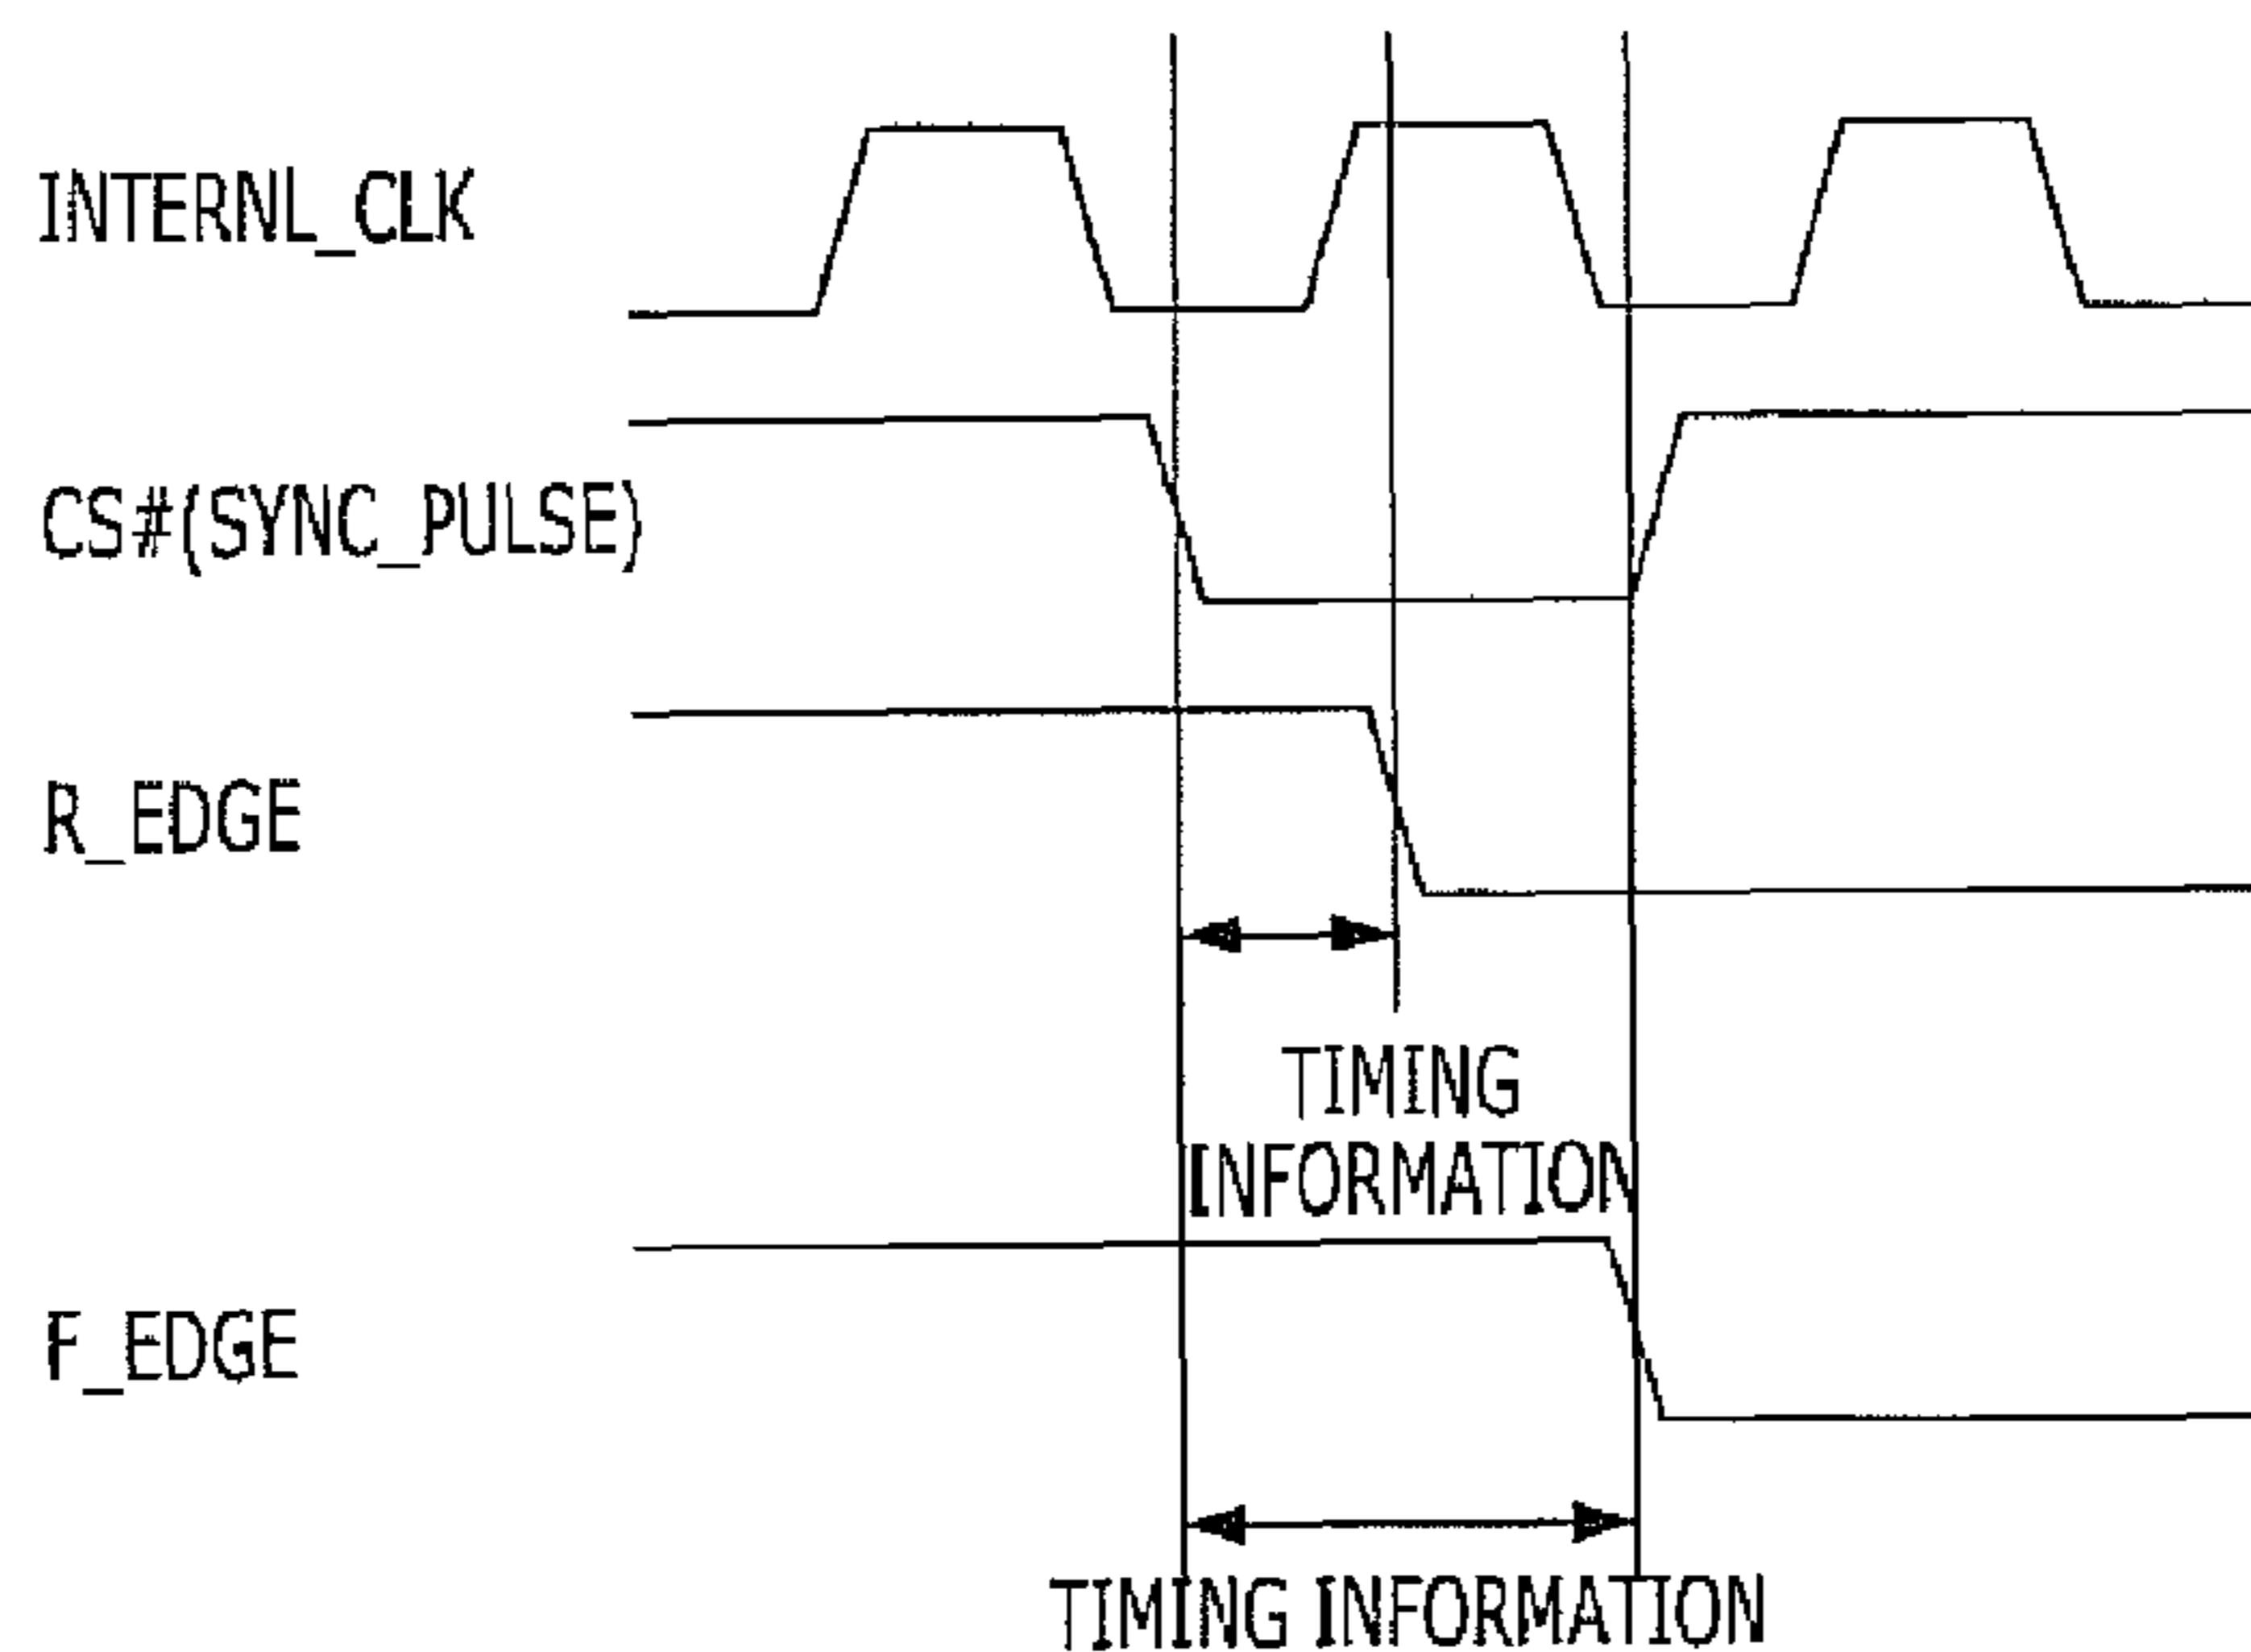 INTERNL_CLK
CS#(SYNC_PULSE)
R_EDGE
TIMING
INFORMATION
F_EDGE
TIMING INFORMATION